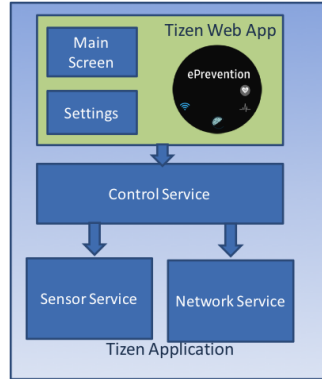 Tizen Web App
Main
Screen
ePrevention
Settings
Control Service
Sensor Service
Network Service
Tizen Application